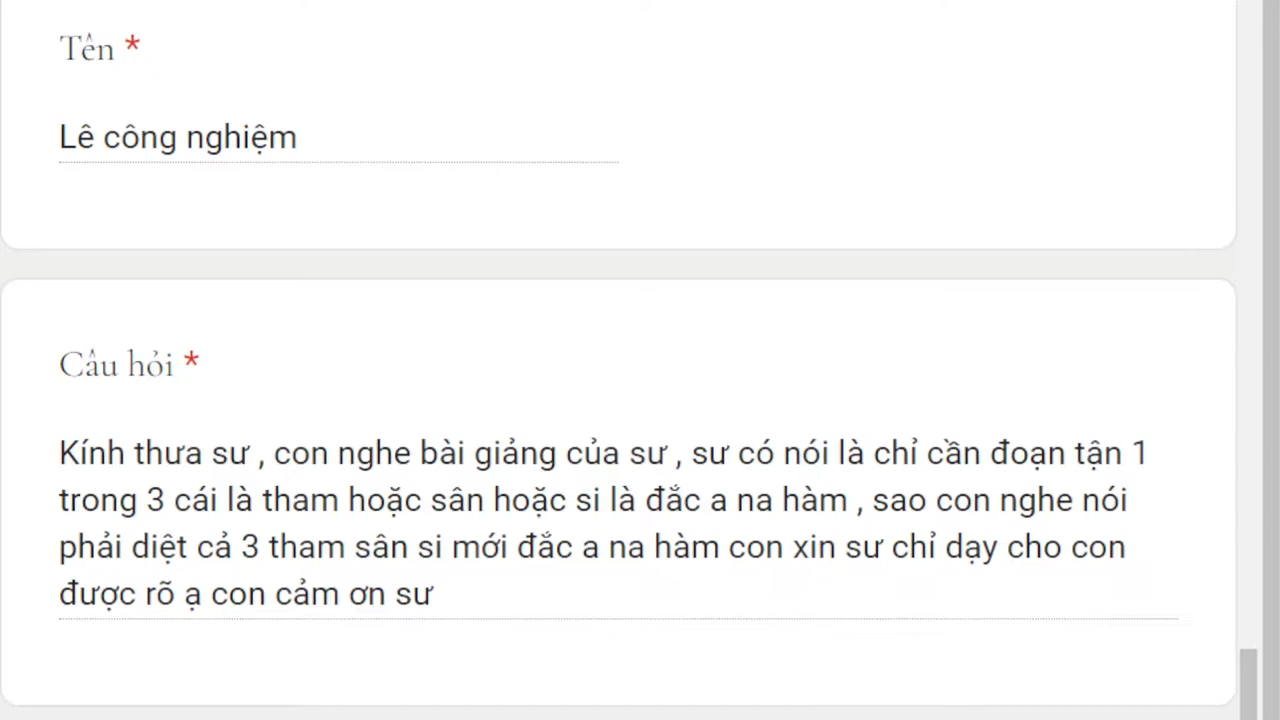 Tên *
Lê công nghiệm
Câu hỏi *
Kính thưa sư , con nghe bài giảng của sư , sư có nói là chỉ cần đoạn tận 1
trong 3 cái là tham hoặc sân hoặc si là đắc a na hàm , sao con nghe nói
phải diệt cả 3 tham sân si mới đắc a na hàm con xin sư chỉ dạy cho con
được rõ ạ con cảm ơn sư